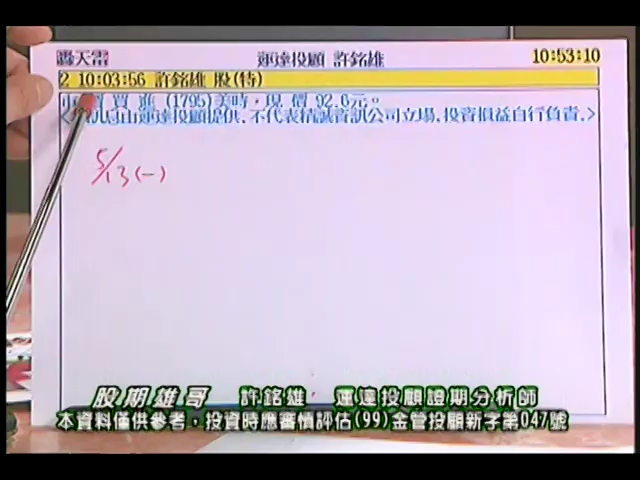 轟天雷 運達投顧 許銘雄 10:53:10
2 10:03:56 許銘雄 股(特)
買進 (1795)美時，現價 92.6元。
由運達投顧提供，不代表精誠資訊公司立場，投資損益自行負責.>
5/13(一)
股期雄哥 許銘雄 運達投顧證期分析師
本資料僅供參考，投資時應審慎評估(99)金管投顧新字第047號